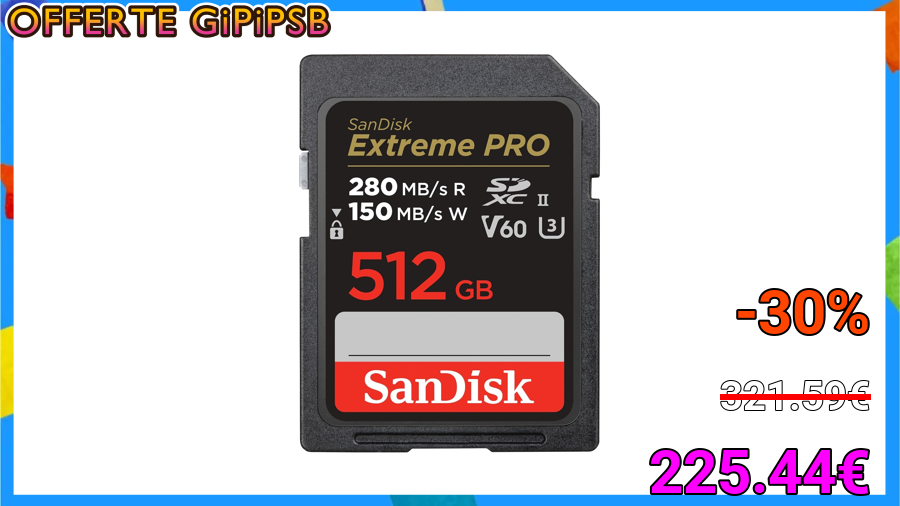 OFFERTE GiPiPSB
SanDisk
Extreme PRO
280 MB/s R
150 MB/s W
SD XC II
V60 3
512 GB
SanDisk
-30%
321.59€
225.44€